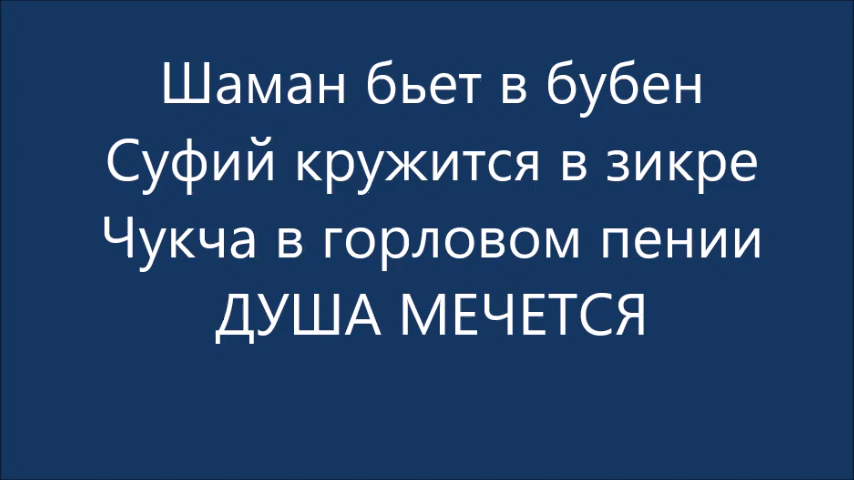 Шаман бьет в бубен
Суфий кружится в зикре
Чукча в горловом пении
ДУША МЕЧЕТСЯ